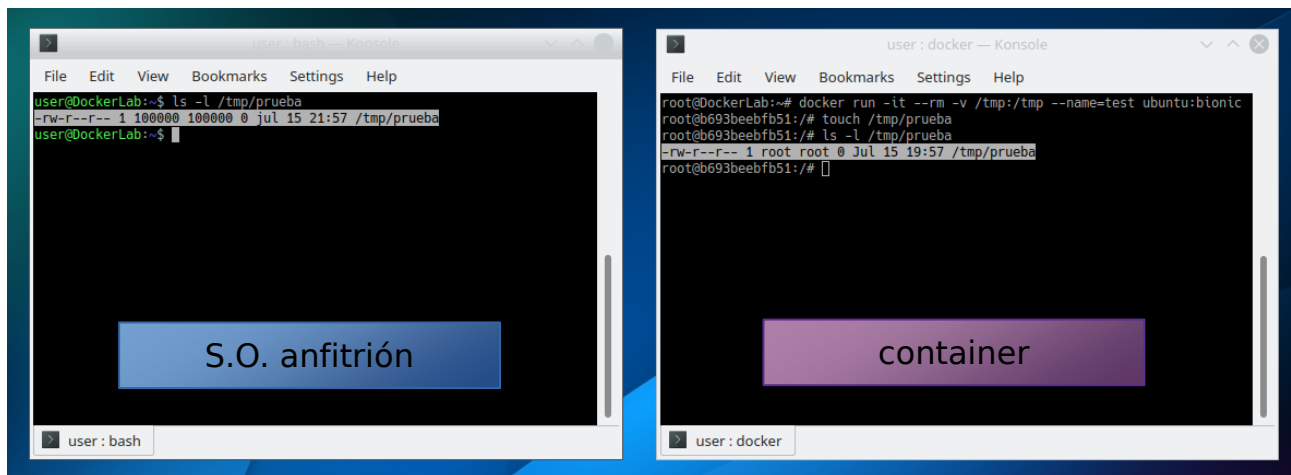 user : bash — Konsole
File Edit View Bookmarks Settings Help
user@DockerLab:~$ ls -l /tmp/prueba
-rw-r--r-- 1 100000 100000 0 jul 15 21:57 /tmp/prueba
user@DockerLab:~$
S.O. anfitrión
user : bash
user : docker — Konsole
File Edit View Bookmarks Settings Help
root@DockerLab:~# docker run -it --rm -v /tmp:/tmp --name=test ubuntu:bionic
root@b693beebfb51:/# touch /tmp/prueba
root@b693beebfb51:/# ls -l /tmp/prueba
-rw-r--r-- 1 root root 0 Jul 15 19:57 /tmp/prueba
root@b693beebfb51:/#
container
user : docker